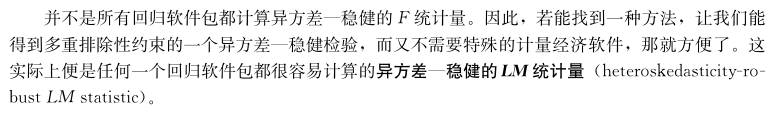 并不是所有回归软件包都计算异方差—稳健的 F 统计量。因此，若能找到一种方法，让我们能
得到多重排除性约束的一个异方差—稳健检验，而又不需要特殊的计量经济软件，那就方便了。这
实际上便是任何一个回归软件包都很容易计算的异方差—稳健的 LM 统计量（heteroskedasticity-ro-
bust LM statistic）。